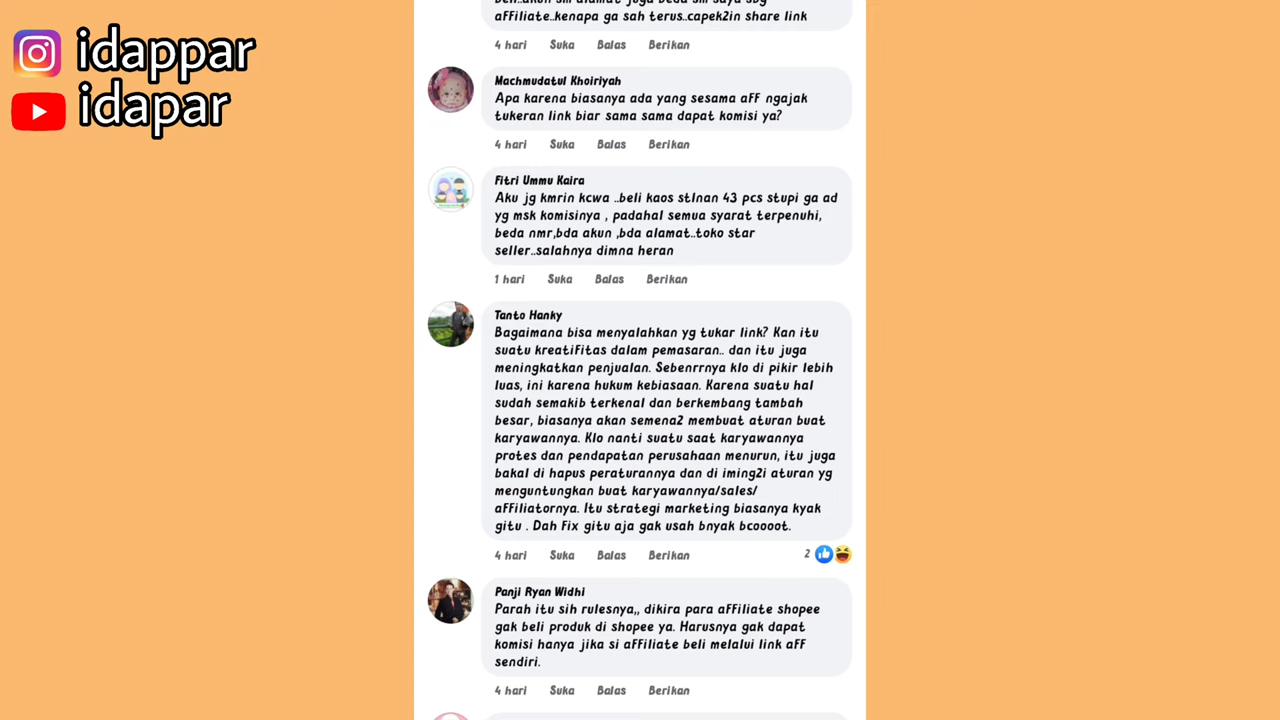 idappar
idapar
beli..akun sm alamat juga beda sm saya sbg
affiliate..kenapa ga sah terus..capek2in share link
4 hari Suka Balas Berikan
Machmudatul Khoiriyah
Apa karena biasanya ada yang sesama aff ngajak
tukeran link biar sama sama dapat komisi ya?
4 hari Suka Balas Berikan
Fitri Ummu Kaira
Aku jg kmrin kcwa ..beli kaos stlnan 43 pcs stupi ga ad
yg msk komisinya , padahal semua syarat terpenuhi,
beda nmr,bda akun ,bda alamat..toko star
seller..salahnya dimna heran
1 hari Suka Balas Berikan
Tanto Hanky
Bagaimana bisa menyalahkan yg tukar link? Kan itu
suatu kreatifitas dalam pemasaran.. dan itu juga
meningkatkan penjualan. Sebenrrnya klo di pikir lebih
luas, ini karena hukum kebiasaan. Karena suatu hal
sudah semakib terkenal dan berkembang tambah
besar, biasanya akan semena2 membuat aturan buat
karyawannya. Klo nanti suatu saat karyawannya
protes dan pendapatan perusahaan menurun, itu juga
bakal di hapus peraturannya dan di iming2i aturan yg
menguntungkan buat karyawannya/sales/
affiliatornya. Itu strategi marketing biasanya kyak
gitu . Dah fix gitu aja gak usah bnyak bcoooot.
4 hari Suka Balas Berikan 2
Panji Ryan Widhi
Parah itu sih rulesnya,, dikira para affiliate shopee
gak beli produk di shopee ya. Harusnya gak dapat
komisi hanya jika si affiliate beli melalui link aff
sendiri.
4 hari Suka Balas Berikan